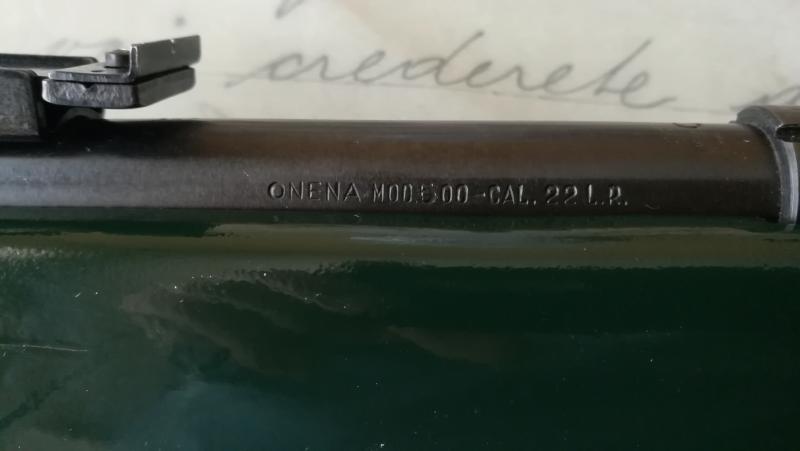 crederete
ONENA MOD.500-CAL.22 L.R.